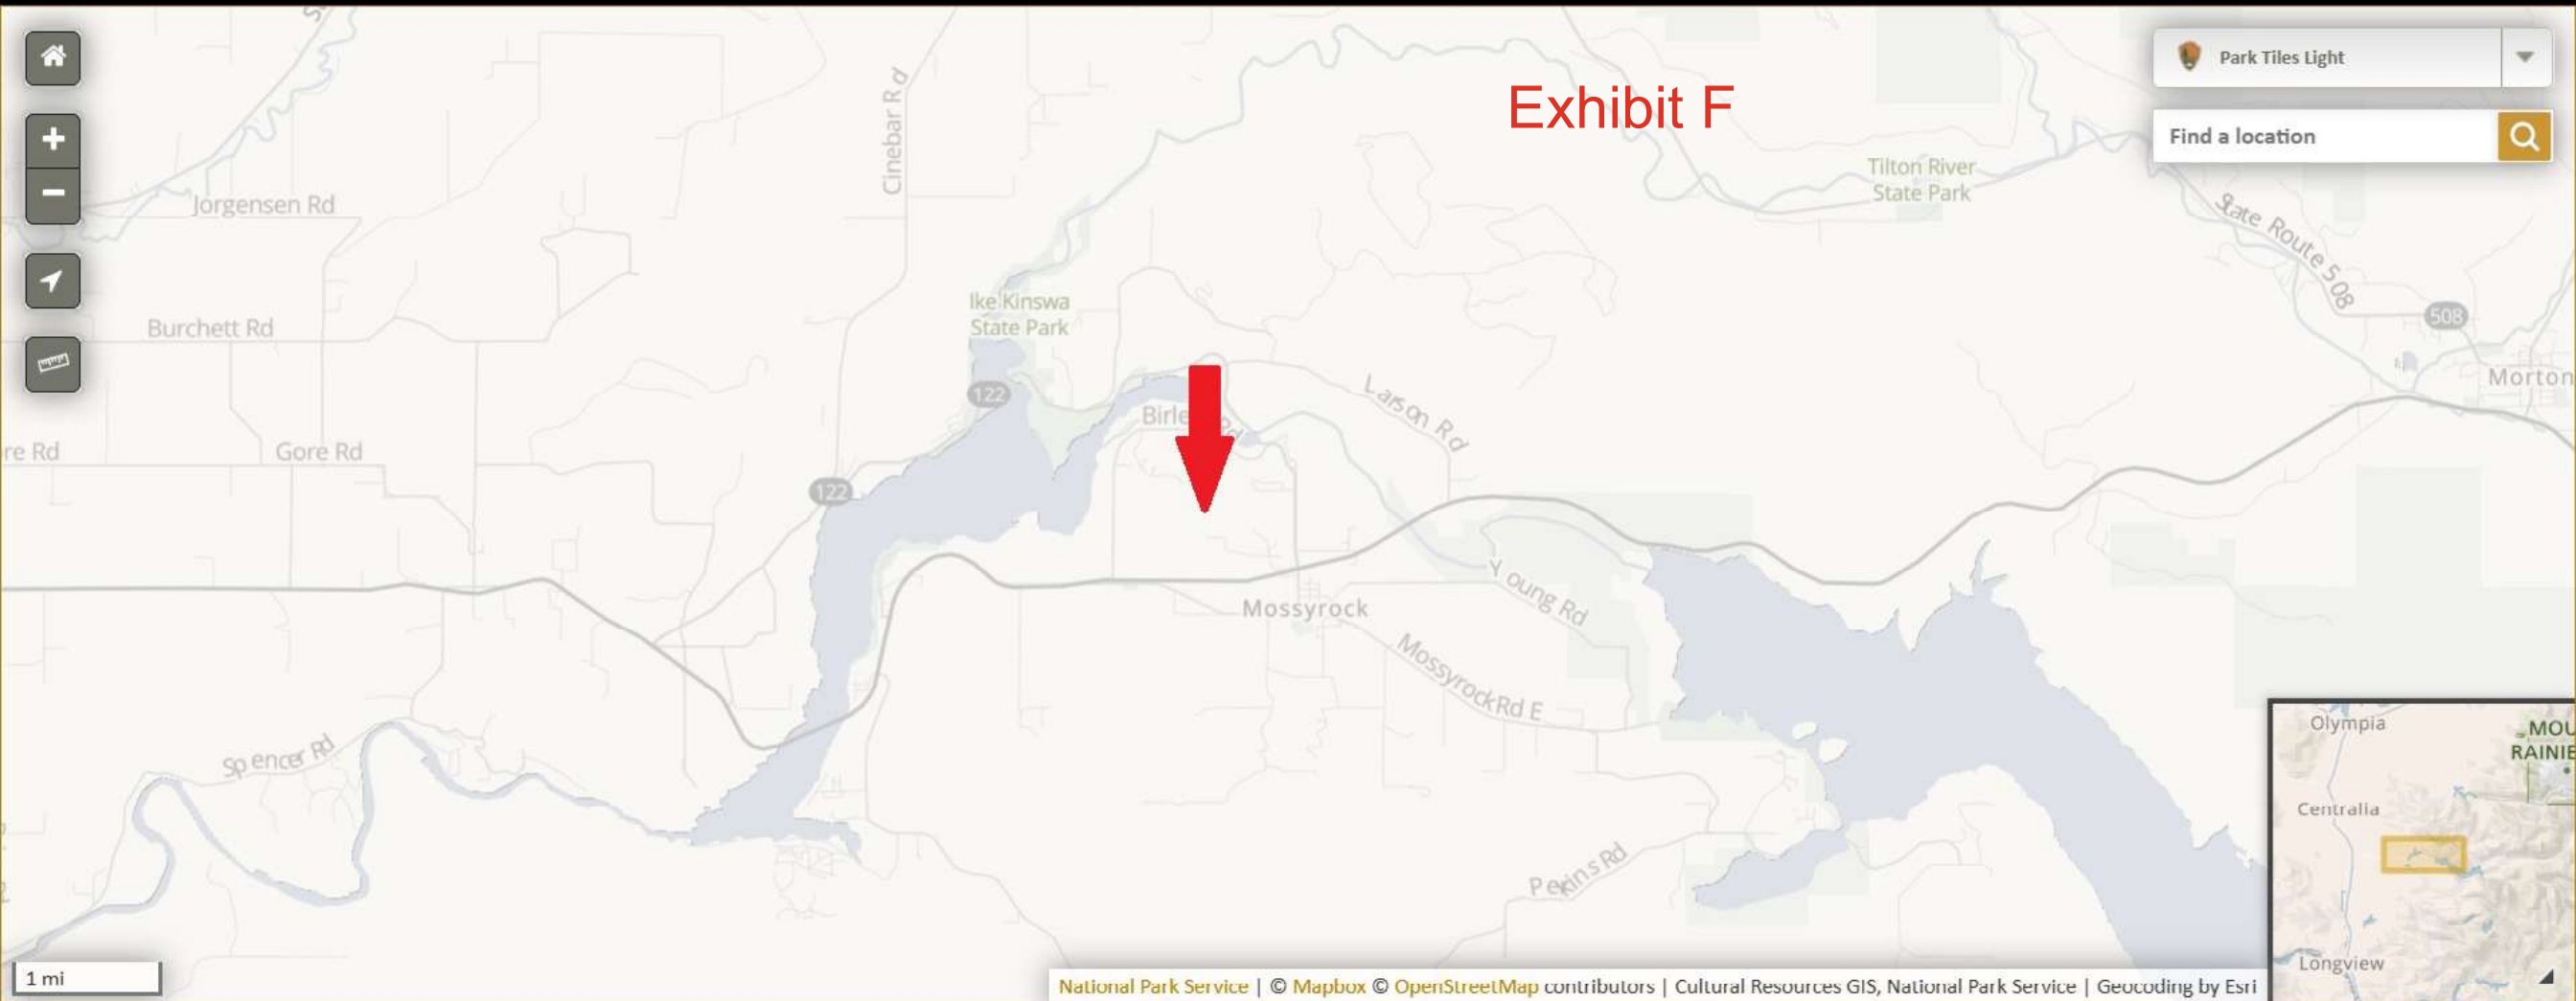 Park Tiles Light
Exhibit F
Find a location
Cinebar Rd
Tilton River
State Park
Jorgensen Rd
State Route 508
Ike Kinswa
State Park
508
Burchett Rd
Morton
122
Larson Rd
Gore Rd
re Rd
122
Young Rd
Mossyrock
Mossyrock Rd E
Spencer Rd
Perkins Rd
Olympia
MOU
RAINIE
Centralia
Longview
1 mi
National Park Service | © Mapbox © OpenStreetMap contributors | Cultural Resources GIS, National Park Service | Geocoding by Esri